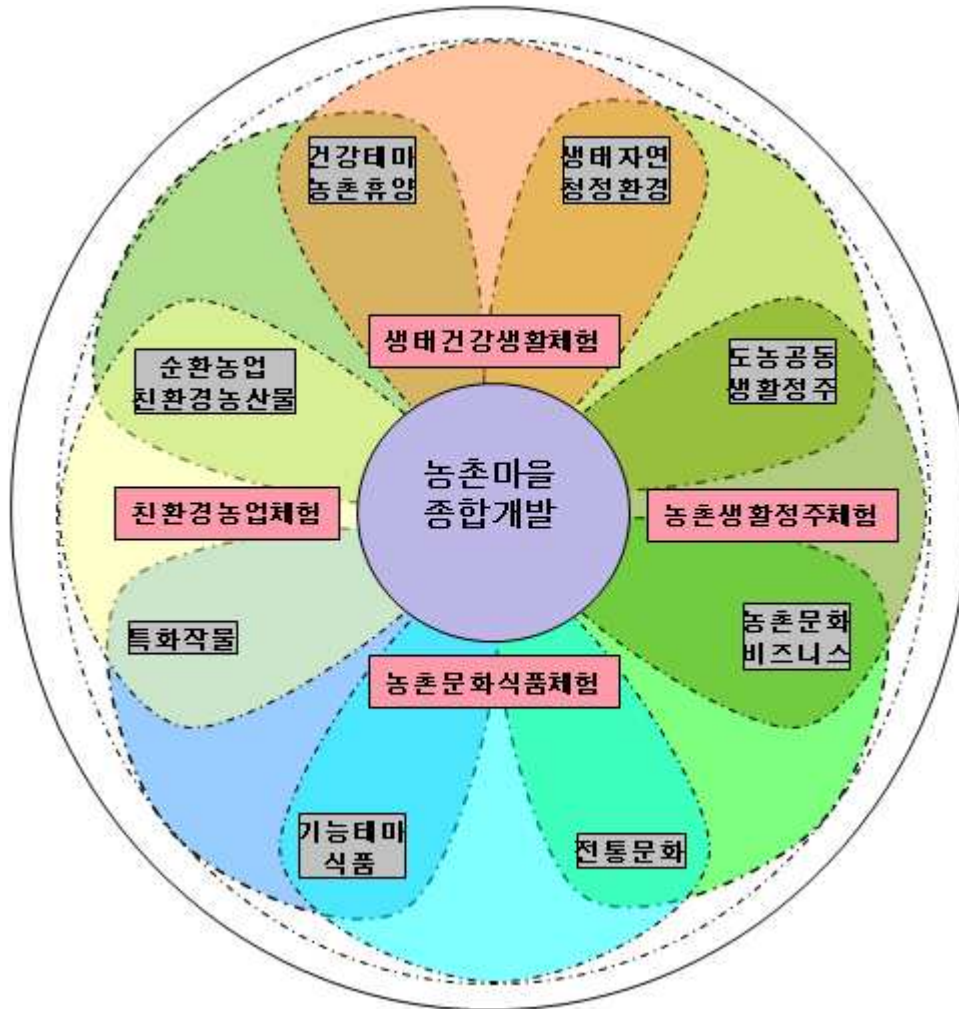 건강테마
농촌휴양
생태자연
청정환경
생태건강생활체험
순환농업
친환경농산물
도농공동
생활정주
농촌마을
종합개발
친환경농업체험
농촌생활정주체험
특화작물
농촌문화
비즈니스
농촌문화식품체험
기능테마
식품
전통문화